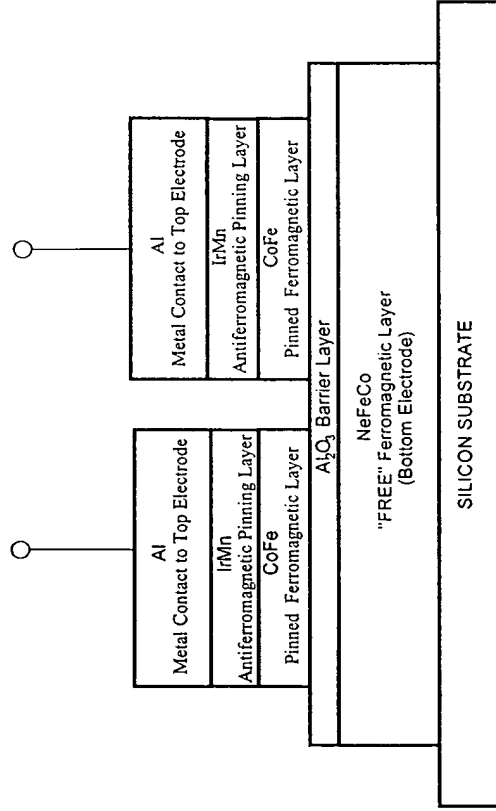 Al
Metal Contact to Top Electrode
IrMn
Antiferromagnetic Pinning Layer
CoFe
Pinned Ferromagnetic Layer
Al
Metal Contact to Top Electrode
IrMn
Antiferromagnetic Pinning Layer
CoFe
Pinned Ferromagnetic Layer
Al₂O₃ Barrier Layer
NeFeCo
"FREE" Ferromagnetic Layer
(Bottom Electrode)
SILICON SUBSTRATE